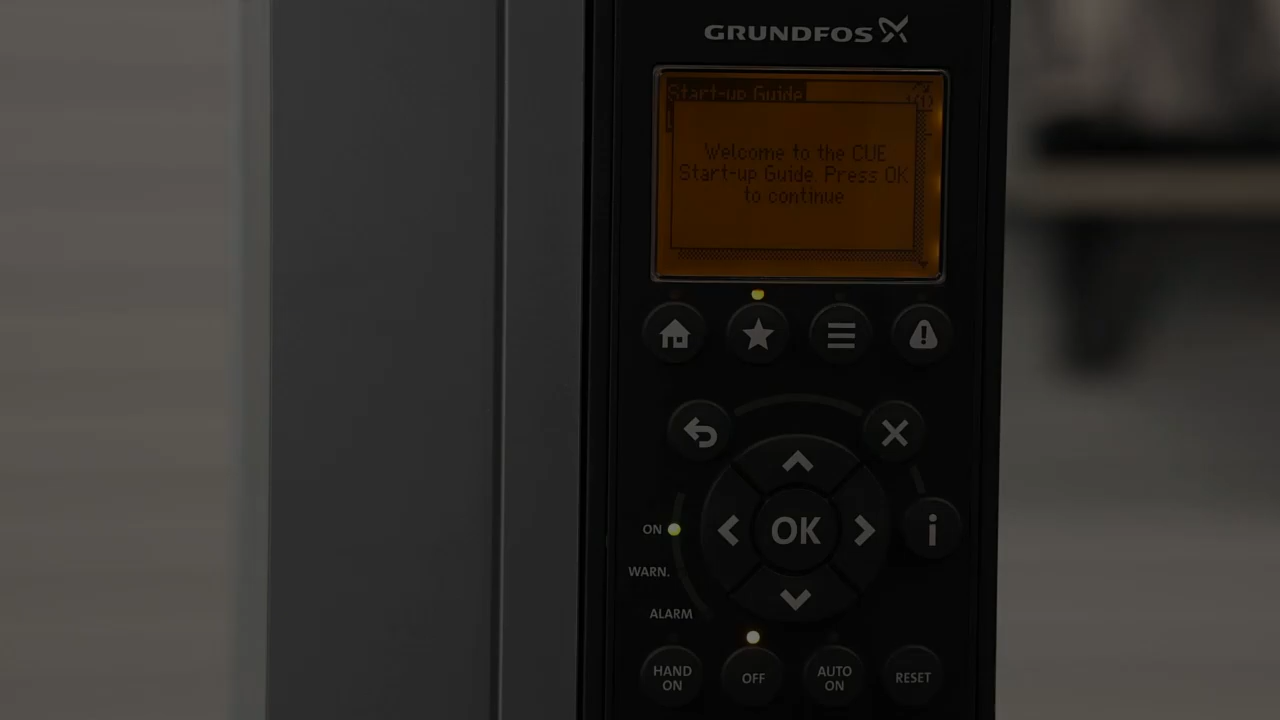 GRUNDFOS
Start-up Guide
Welcome to the CUE
Start-up Guide. Press OK
to continue
OK
i
ON
WARN.
ALARM
HAND
ON
OFF
AUTO
ON
RESET